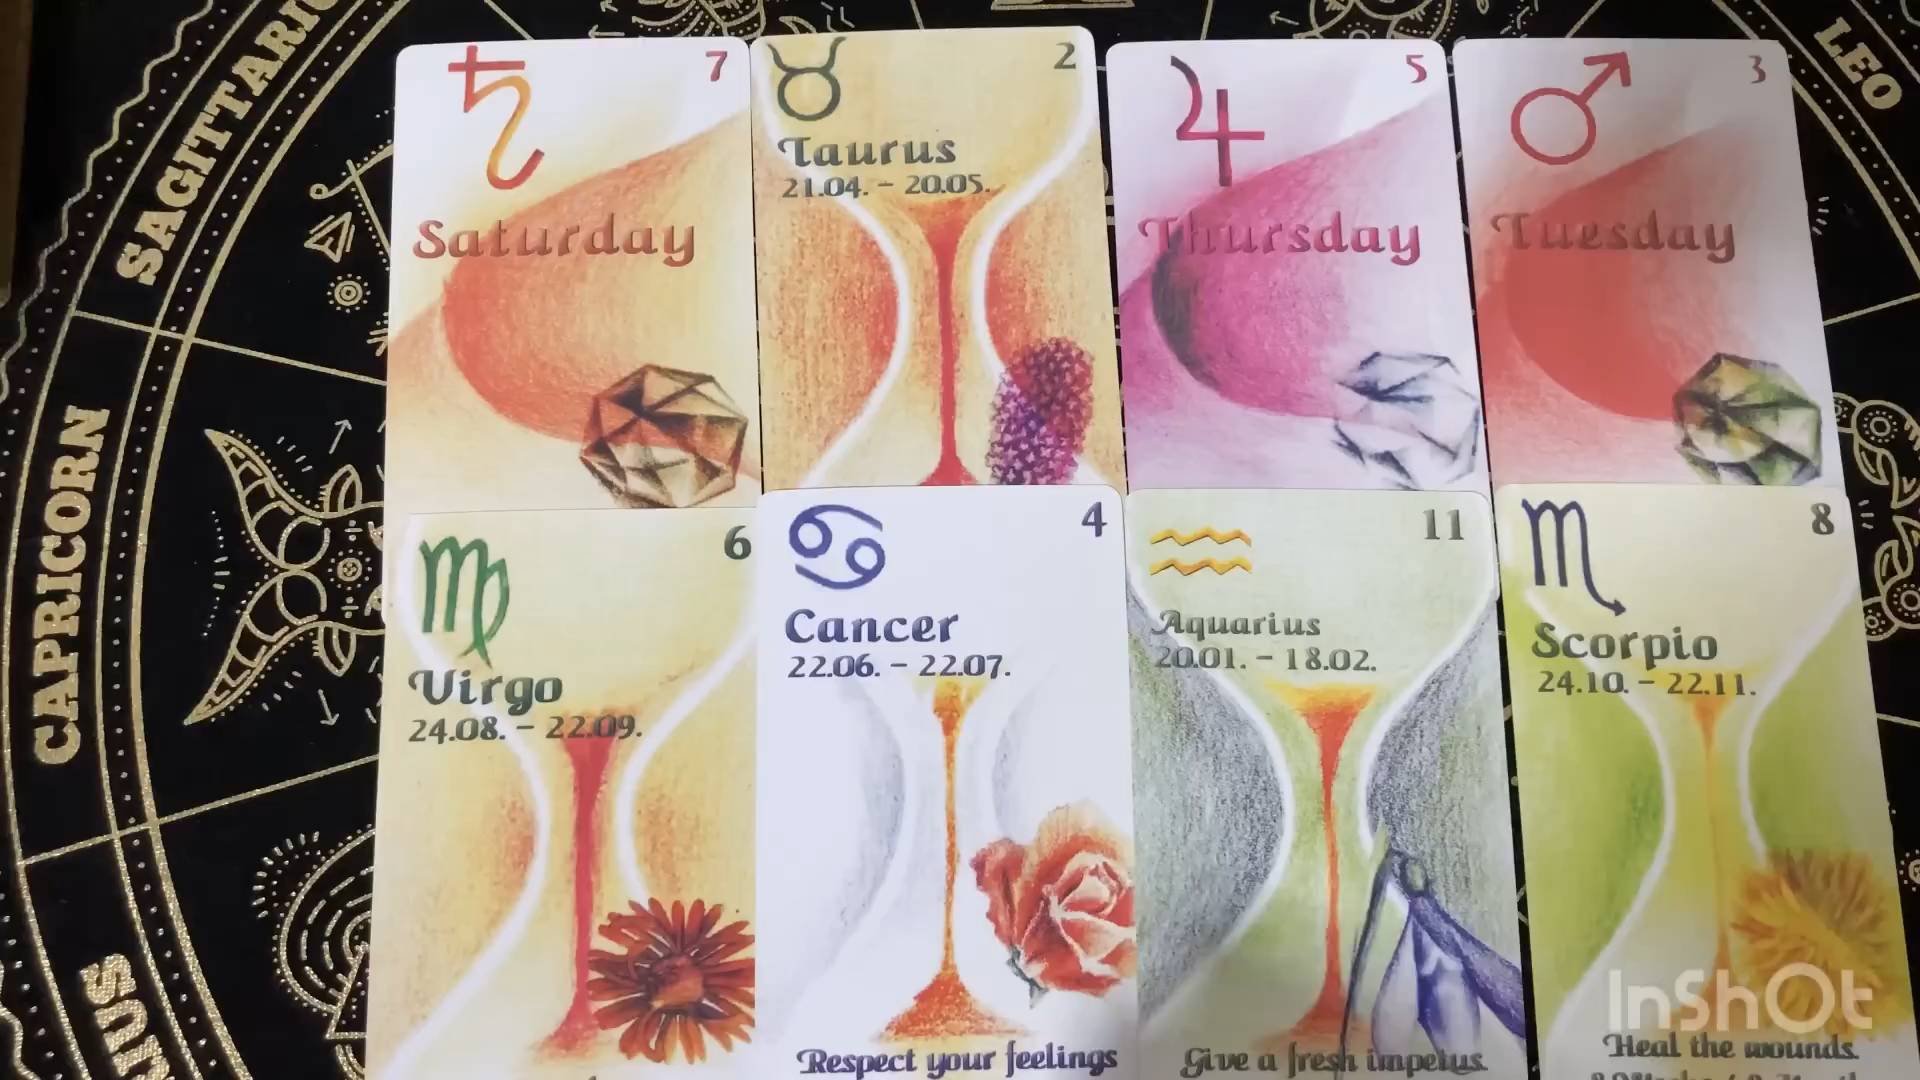 SAGITTARIU
LEO
CAPRICORN
7
Saturday
2
Taurus
21.04. – 20.05.
5
Thursday
3
Tuesday
6
Virgo
24.08. – 22.09.
4
Cancer
22.06. – 22.07.
Respect your feelings
11
Aquarius
20.01. – 18.02.
Give a fresh impetus.
8
Scorpio
24.10. – 22.11.
Heal the wounds.
InShOt